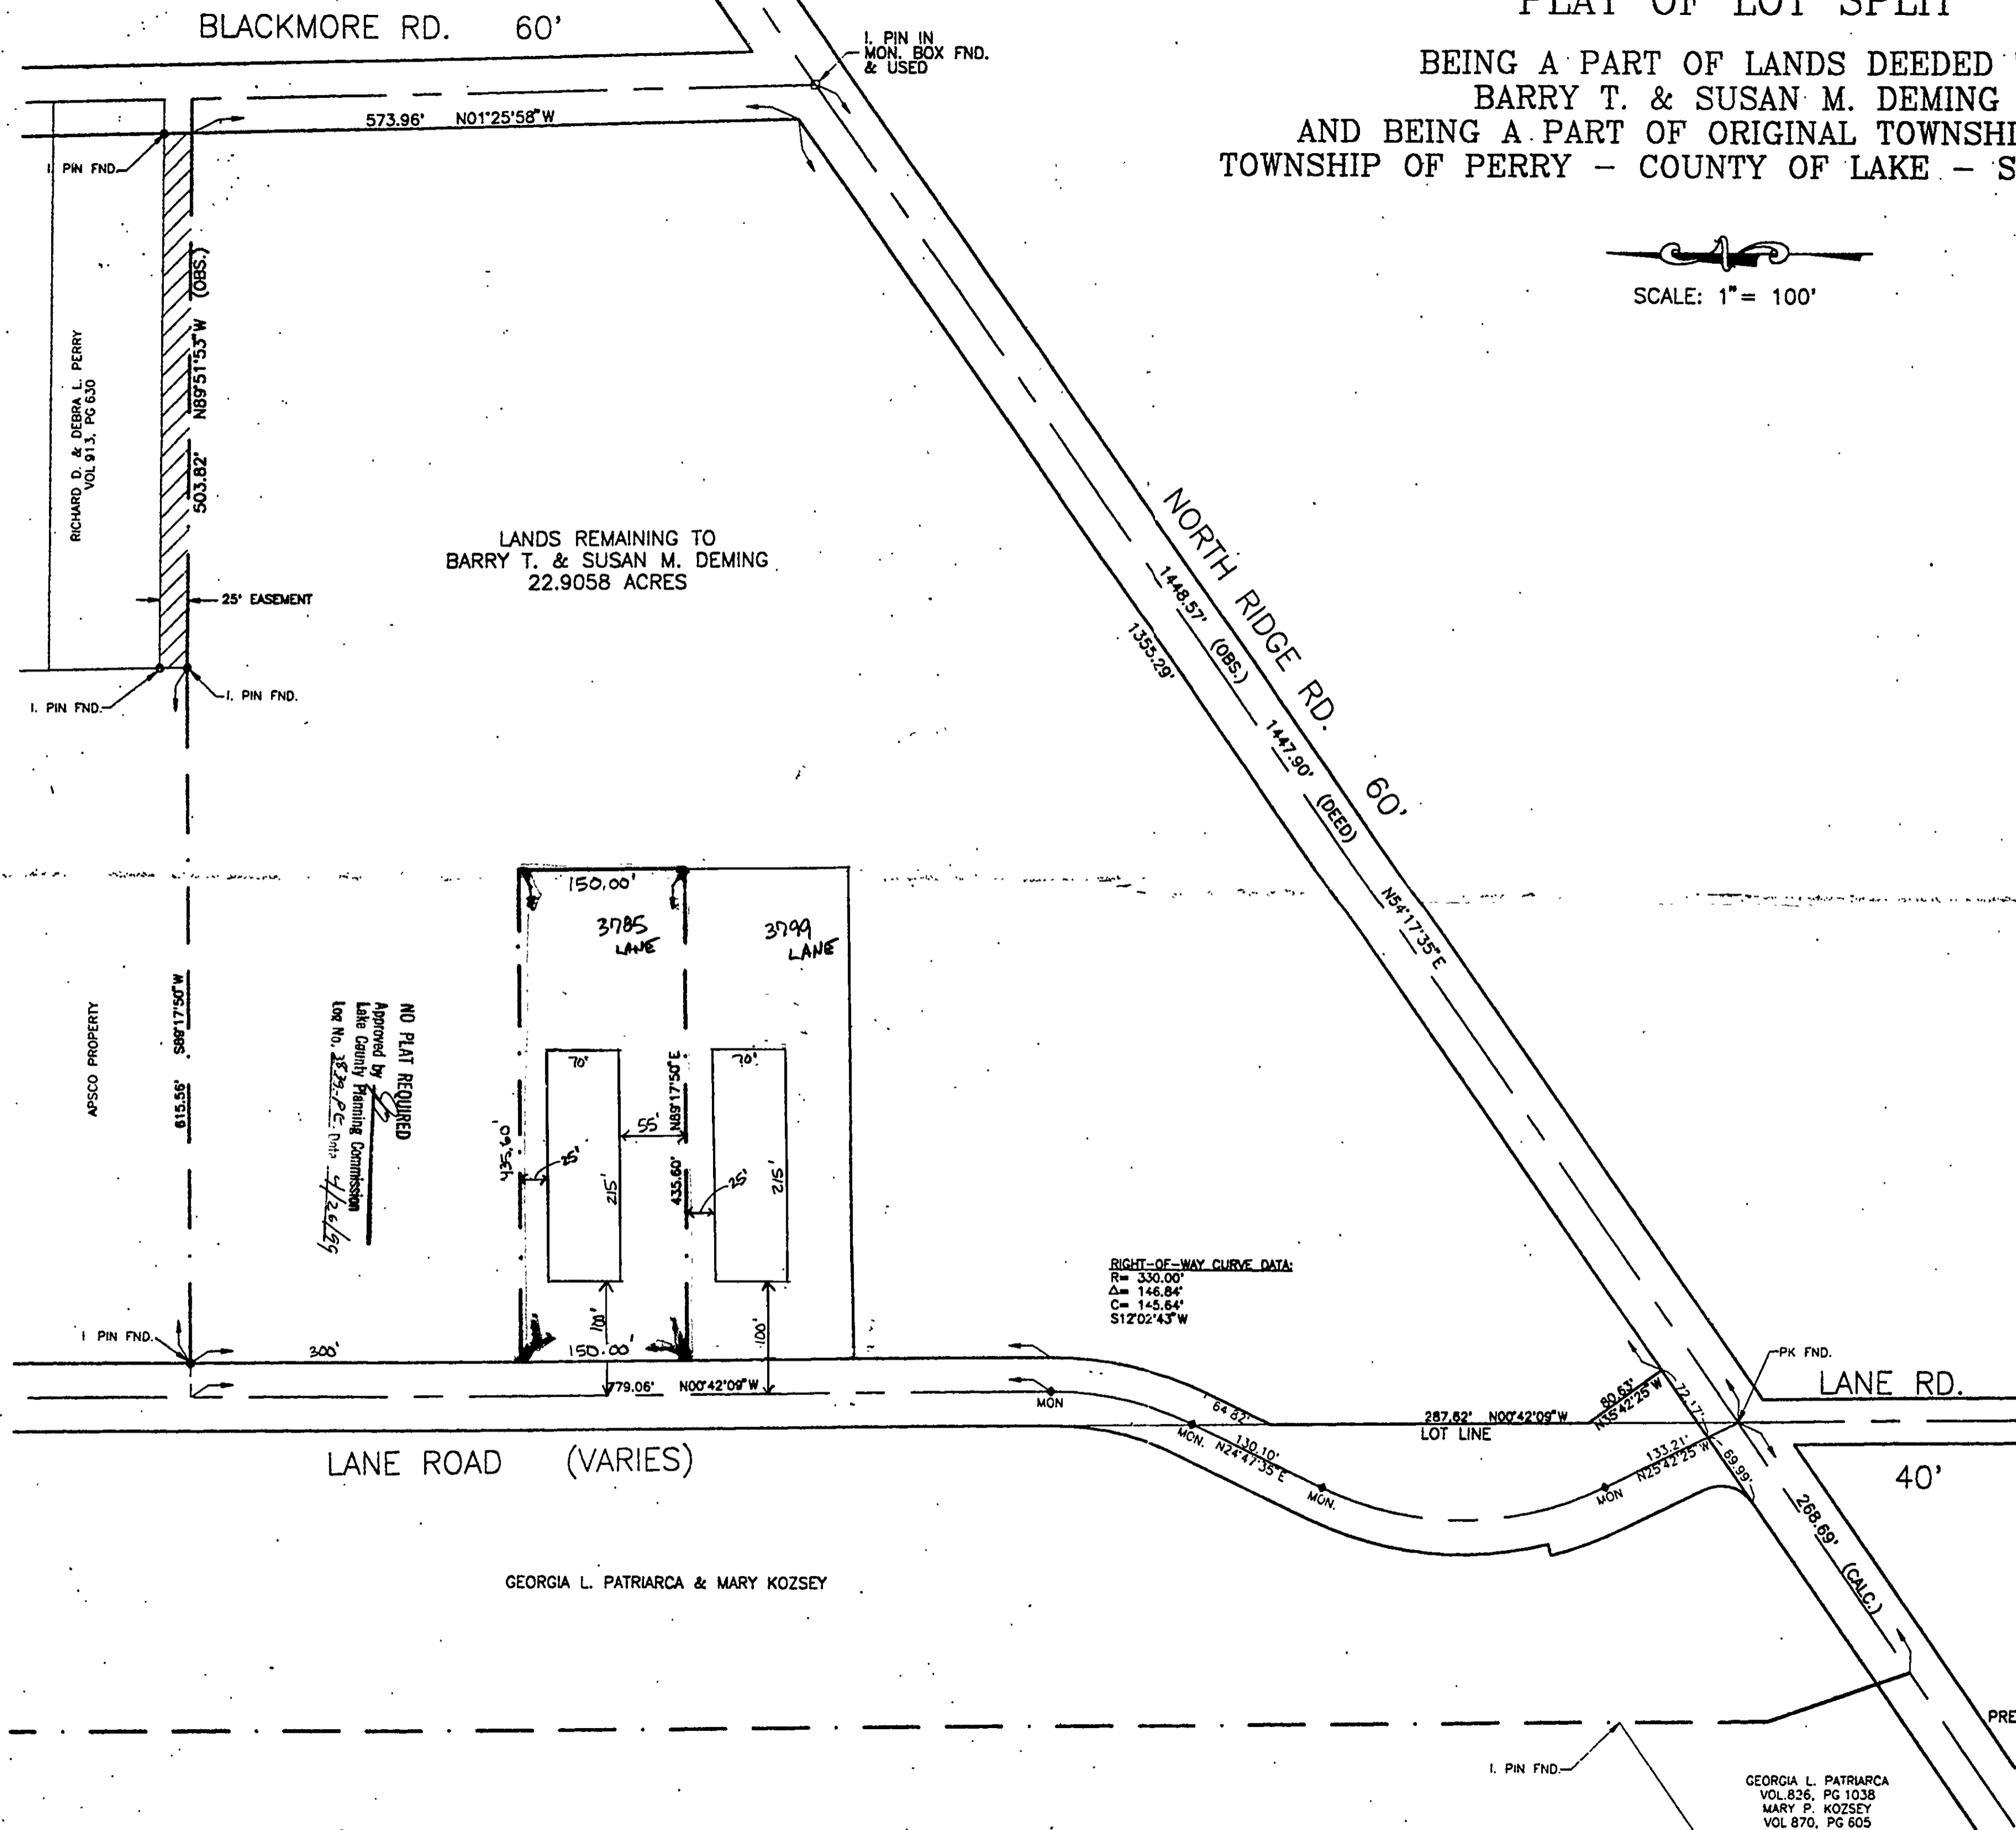 PLAT OF LOT SPLIT
BEING A PART OF LANDS DEEDED
BARRY T. & SUSAN M. DEMING
AND BEING A PART OF ORIGINAL TOWNSHI
TOWNSHIP OF PERRY – COUNTY OF LAKE – S
SCALE: 1"= 100'
BLACKMORE RD. 60'
I. PIN IN
MON. BOX FND.
& USED
573.96' N01°25'58"W
I. PIN FND.
RICHARD D. & DEBRA L. PERRY
VOL 913, PG 630
503.82' N89°51'53"W (OBS.)
25' EASEMENT
I. PIN FND.
I. PIN FND.
LANDS REMAINING TO
BARRY T. & SUSAN M. DEMING
22.9058 ACRES
NORTH RIDGE RD. 60'
1448.57' (OBS.) 1447.90' (DEED) N54°17'35"E
1355.29'
150.00'
3785
LANE
3799
LANE
APSCO PROPERTY
615.56' S89°17'50"W
NO PLAT REQUIRED
Approved by
Lake County Planning Commission
Log No. 2839-PC Date 4/26/99
435.60'
70'
215'
55'
25'
435.60' N89°17'50"E
70'
215'
25'
100'
100'
I PIN FND.
300'
150.00'
779.06' N00°42'09"W
MON
RIGHT-OF-WAY CURVE DATA:
R= 330.00'
Δ= 146.84'
C= 145.64'
S12°02'43"W
64.82'
MON.
130.10'
N24°47'35"E
MON.
287.62' N00°42'09"W
LOT LINE
80.63'
N35°42'25"W
72.17'
133.21'
N25°42'25"W
MON
69.99'
PK FND.
LANE RD.
40'
268.69' (CALC.)
LANE ROAD (VARIES)
GEORGIA L. PATRIARCA & MARY KOZSEY
PRE
I. PIN FND.
GEORGIA L. PATRIARCA
VOL.826, PG 1038
MARY P. KOZSEY
VOL 870, PG 605